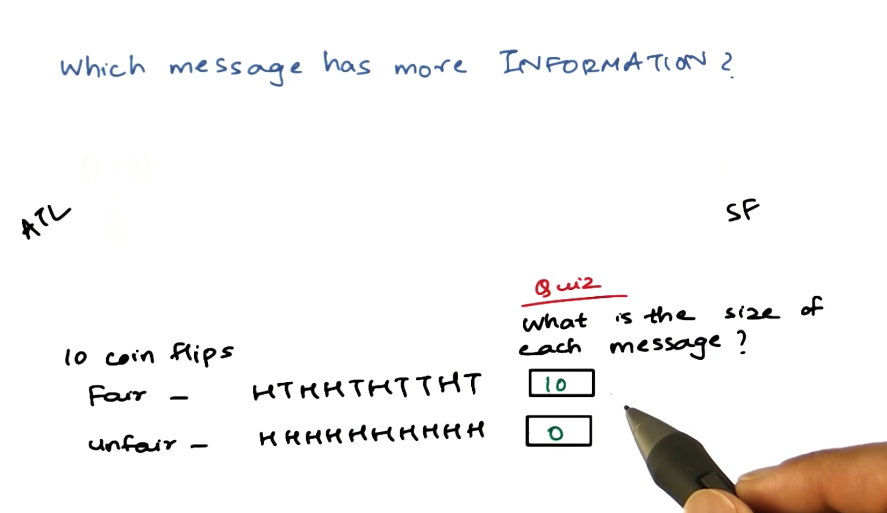 Which message has more INFORMATION?
ATL
SF
Quiz
What is the size of
each message?
10 coin flips
Fair - HTHHTHTTHT 10
unfair - HHHHHHHHHH 0